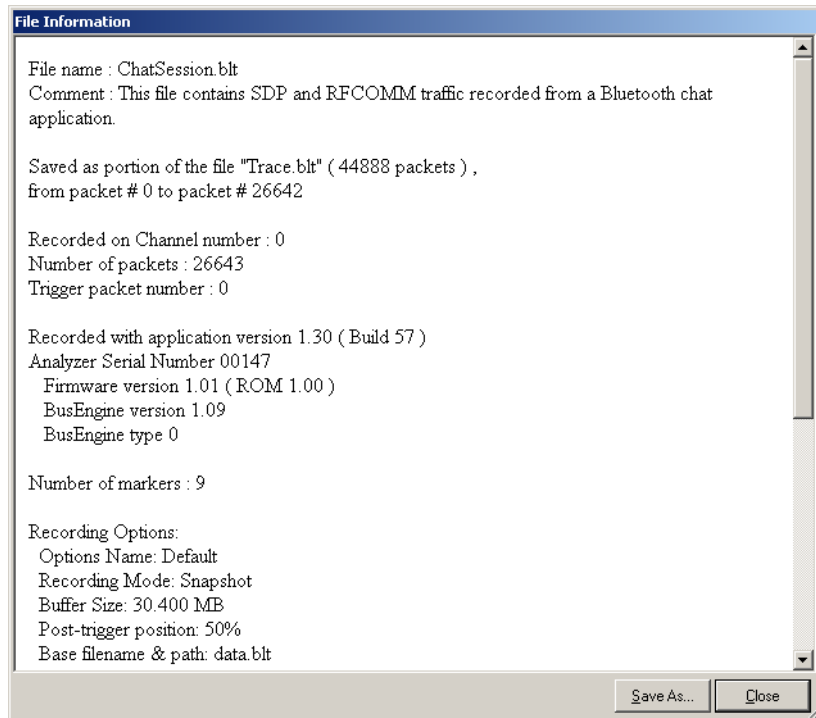 File Information
File name : ChatSession.blt
Comment : This file contains SDP and RFCOMM traffic recorded from a Bluetooth chat
application.
Saved as portion of the file "Trace.blt" ( 44888 packets ) ,
from packet # 0 to packet # 26642
Recorded on Channel number : 0
Number of packets : 26643
Trigger packet number : 0
Recorded with application version 1.30 ( Build 57 )
Analyzer Serial Number 00147
Firmware version 1.01 ( ROM 1.00 )
BusEngine version 1.09
BusEngine type 0
Number of markers : 9
Recording Options:
Options Name: Default
Recording Mode: Snapshot
Buffer Size: 30.400 MB
Post-trigger position: 50%
Base filename & path: data.blt
Save As... Close